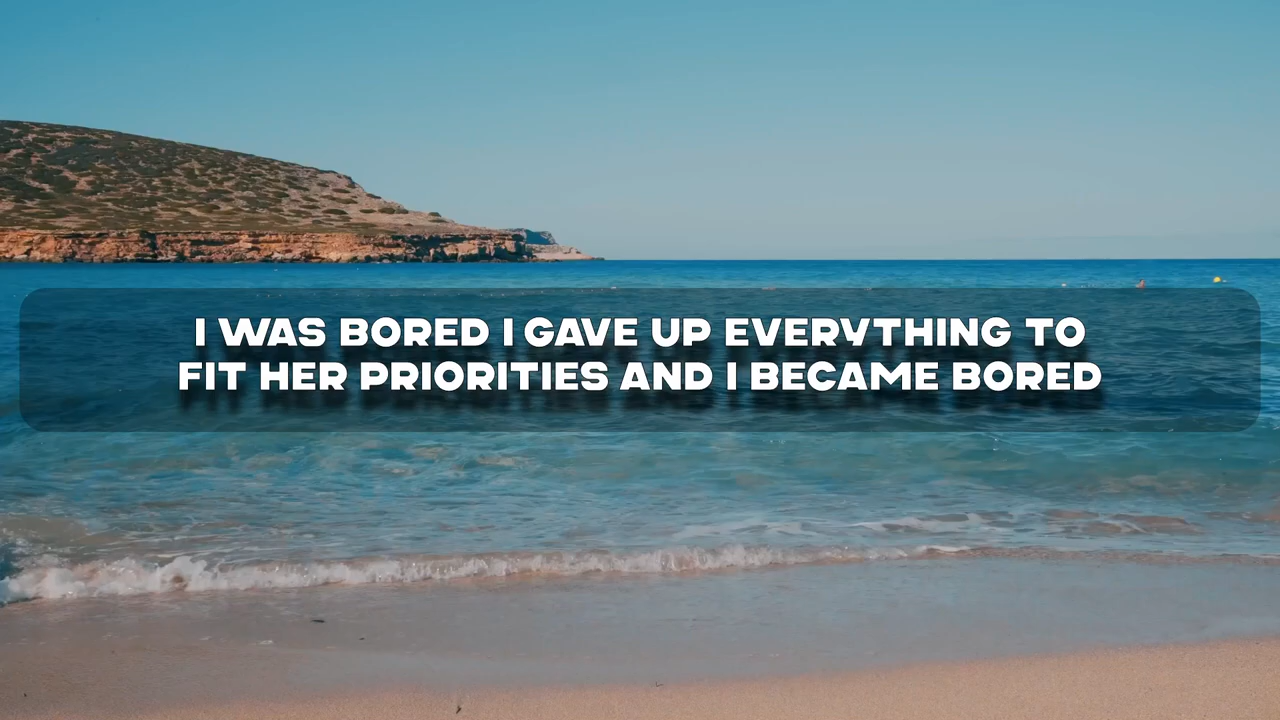 I WAS BORED I GAVE UP EVERYTHING TO
FIT HER PRIORITIES AND I BECAME BORED